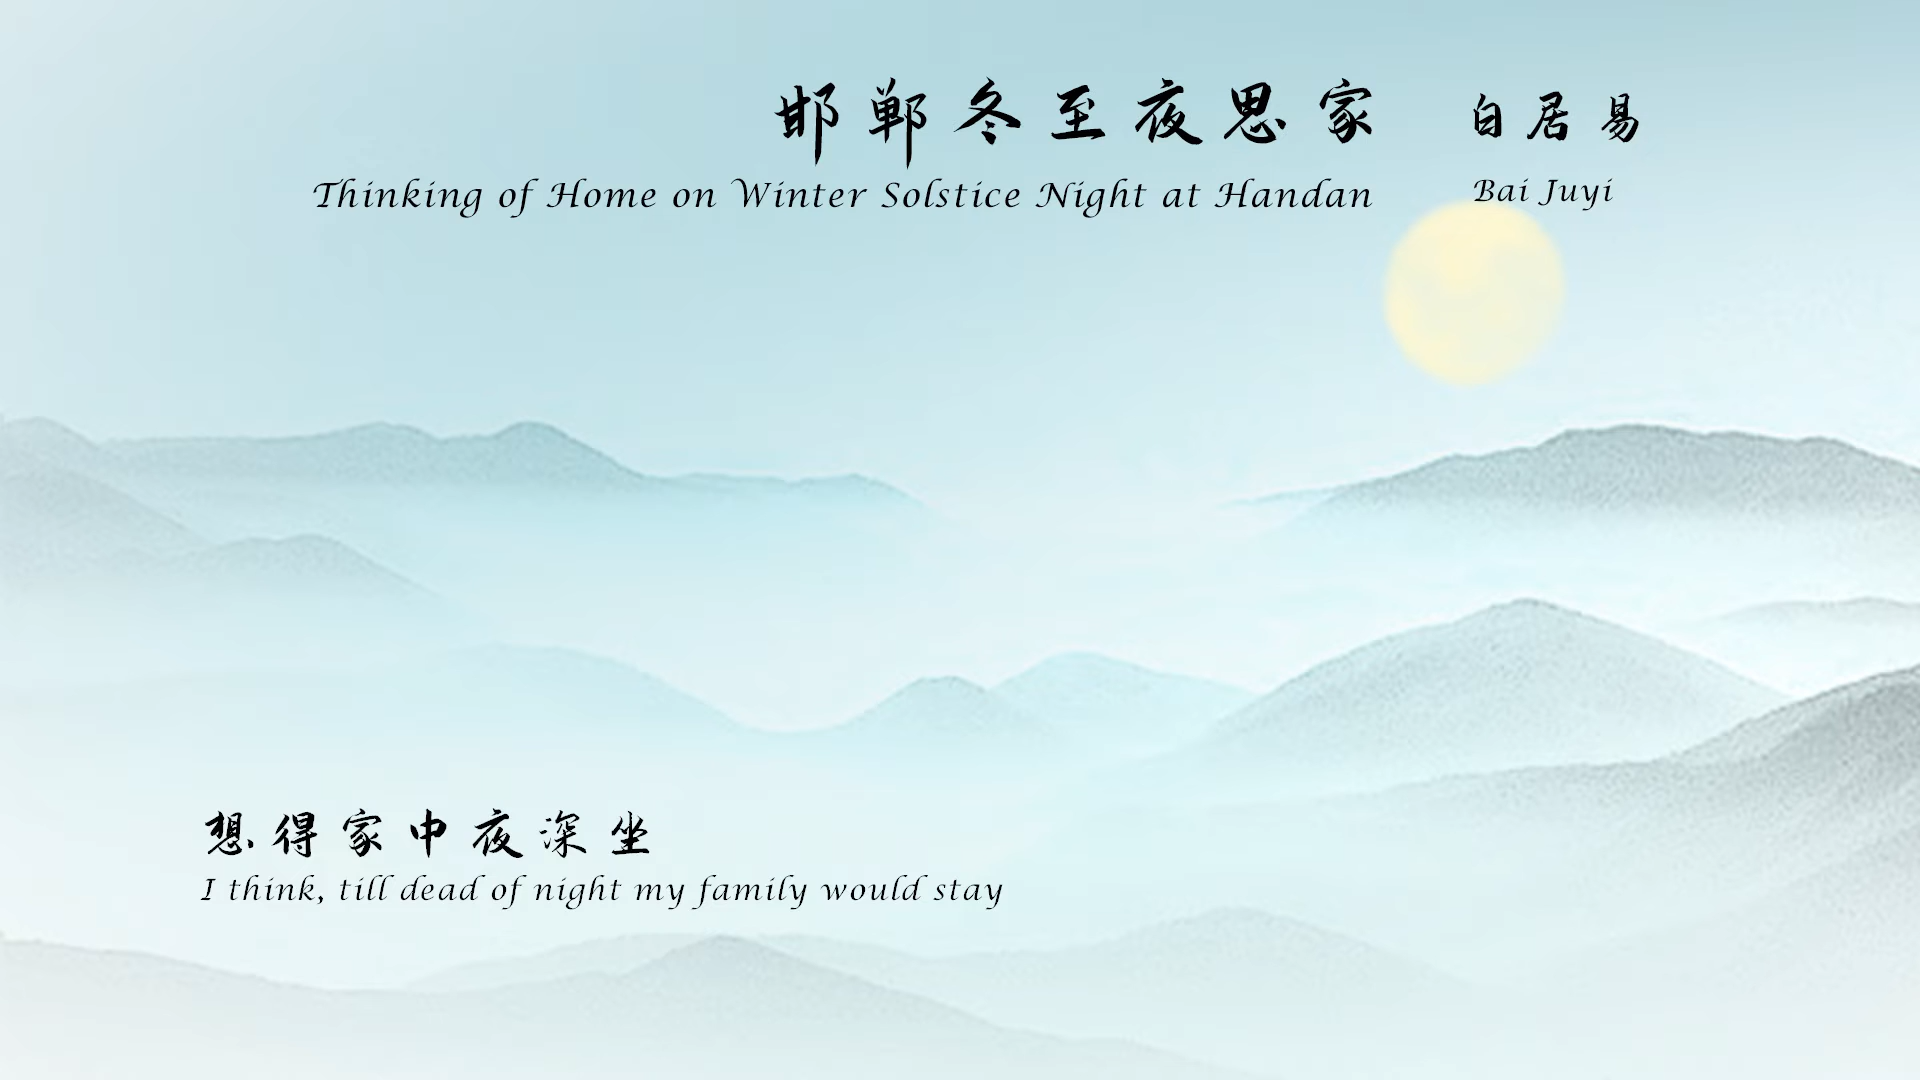 邯郸冬至夜思家 白居易
Thinking of Home on Winter Solstice Night at Handan Bai Juyi
想得家中夜深坐
I think, till dead of night my family would stay